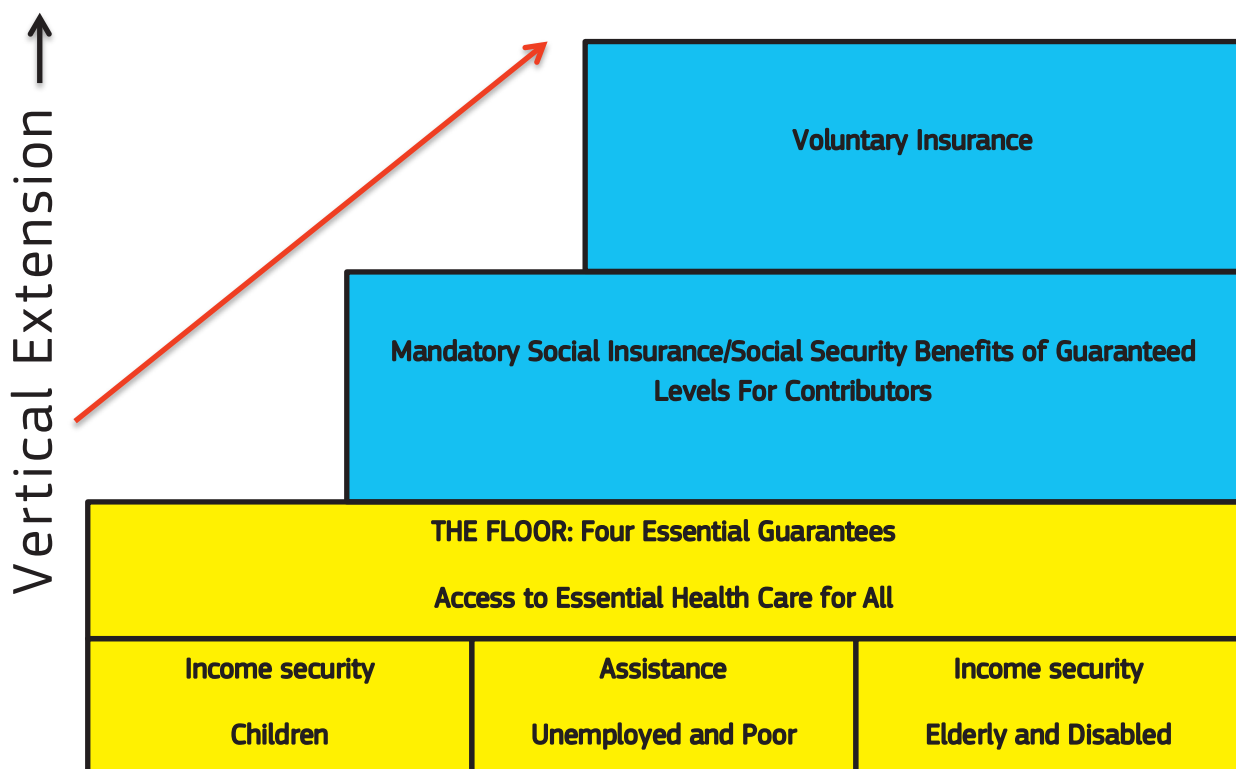 Vertical Extension
Voluntary Insurance
Mandatory Social Insurance/Social Security Benefits of Guaranteed
Levels For Contributors
THE FLOOR: Four Essential Guarantees
Access to Essential Health Care for All
Income security
Children
Assistance
Unemployed and Poor
Income security
Elderly and Disabled